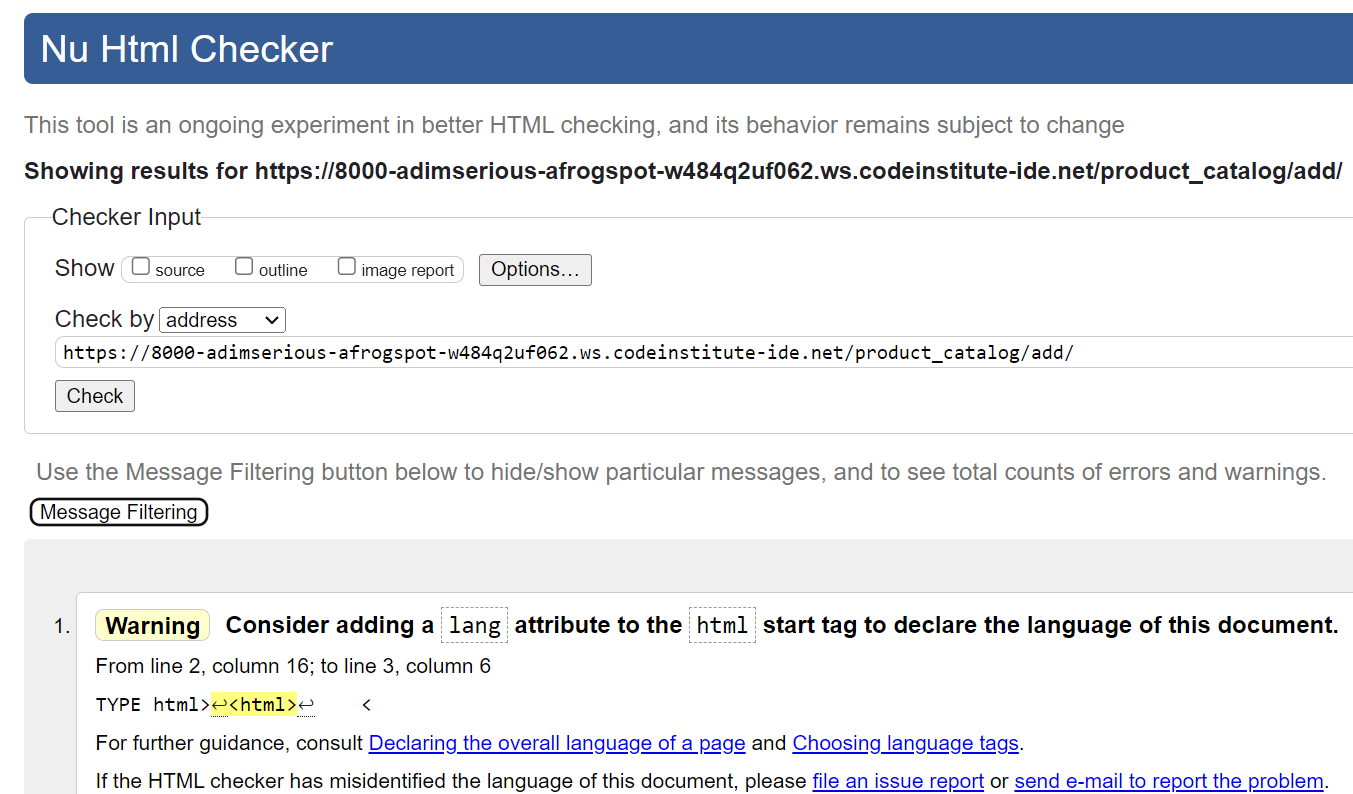 Nu Html Checker
This tool is an ongoing experiment in better HTML checking, and its behavior remains subject to change
Showing results for https://8000-adimserious-afrogspot-w484q2uf062.ws.codeinstitute-ide.net/product_catalog/add/
Checker Input
Show source outline image report Options…
Check by address
https://8000-adimserious-afrogspot-w484q2uf062.ws.codeinstitute-ide.net/product_catalog/add/
Check
Use the Message Filtering button below to hide/show particular messages, and to see total counts of errors and warnings.
Message Filtering
1. Warning Consider adding a lang attribute to the html start tag to declare the language of this document.
From line 2, column 16; to line 3, column 6
TYPE html>↩<html>↩ <
For further guidance, consult Declaring the overall language of a page and Choosing language tags.
If the HTML checker has misidentified the language of this document, please file an issue report or send e-mail to report the problem.